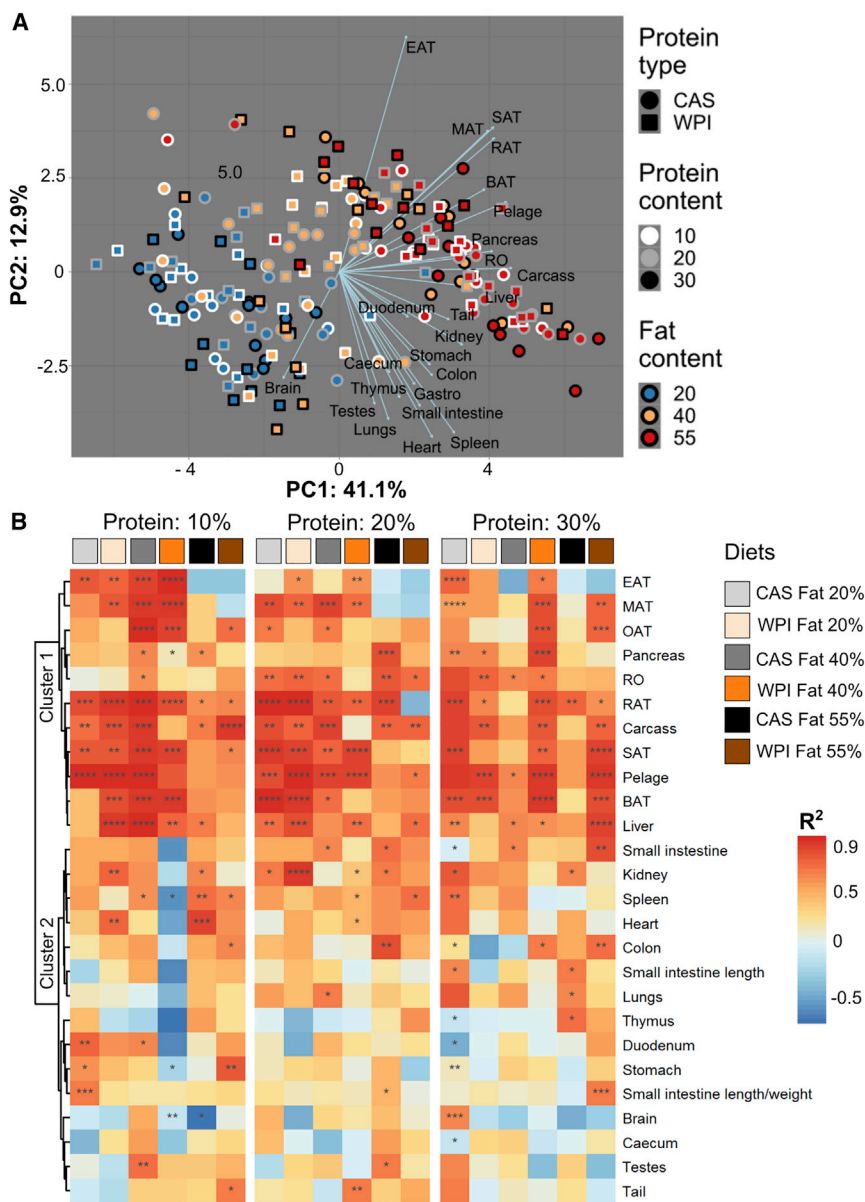 A
Protein type
CAS
WPI
Protein content
10
20
30
Fat content
20
40
55
PC2: 12.9%
5.0
2.5
0
-2.5
5.0
EAT
SAT
MAT
RAT
BAT
Pelage
Pancreas
RO
Carcass
Liver
Duodenum
Tail
Kidney
Stomach
Caecum
Colon
Brain
Thymus
Gastro
Testes
Small intestine
Lungs
Heart
Spleen
- 4
0
4
PC1: 41.1%
B
Protein: 10%
Protein: 20%
Protein: 30%
Cluster 1
Cluster 2
** ** *** **** * ** **** * EAT
** *** **** ** ** *** ** **** *** ** MAT
**** *** * * * *** *** OAT
* * * *** ** * *** Pancreas
* ** ** * ** * ** * * RO
*** **** *** **** * * **** **** ** ** *** *** * *** ** * RAT
** *** *** * **** ** ** *** ** ** ** ** ** ** Carcass
** ** *** *** * **** *** ** **** *** ** **** SAT
**** **** **** *** **** *** **** * *** * **** **** Pelage
*** *** *** *** **** * *** *** **** *** BAT
**** **** ** * ** *** ** * ** * * **** Liver
* * * * ** Small instestine
** * * **** * * * * Kidney
* * ** * * * ** Spleen
** *** * Heart
* ** * * ** Colon
* * Small intestine length
* * Lungs
* * Thymus
** * * Duodenum
* * ** ** Stomach
*** * *** Small intestine length/weight
** * *** Brain
* Caecum
** * Testes
* ** Tail
Diets
CAS Fat 20%
WPI Fat 20%
CAS Fat 40%
WPI Fat 40%
CAS Fat 55%
WPI Fat 55%
R²
0.9
0.5
0
-0.5